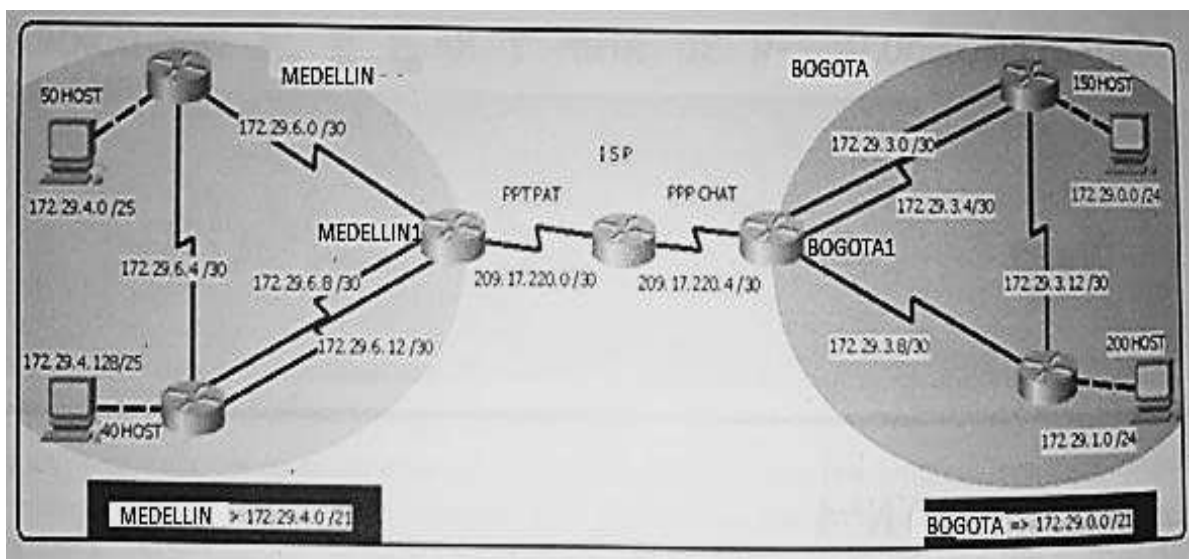 MEDELLIN - -
50 HOST
172.29.6.0 /30
172.29.4.0 /25
MEDELLIN1
172.29.6.4 /30
172.29.6.8 /30
172.29.6.12 /30
172.29.4.128/25
40 HOST
MEDELLIN > 172.29.4.0 /21
ISP
PPTPAT
PPP CHAT
209.17.220.0 /30
209.17.220.4 /30
BOGOTA
150 HOST
172.29.3.0 /30
172.29.0.0 /24
172.29.3.4/30
BOGOTA1
172.29.3.12 /30
172.29.3.8/30
200 HOST
172.29.1.0 /24
BOGOTA => 172.29.0.0 /21